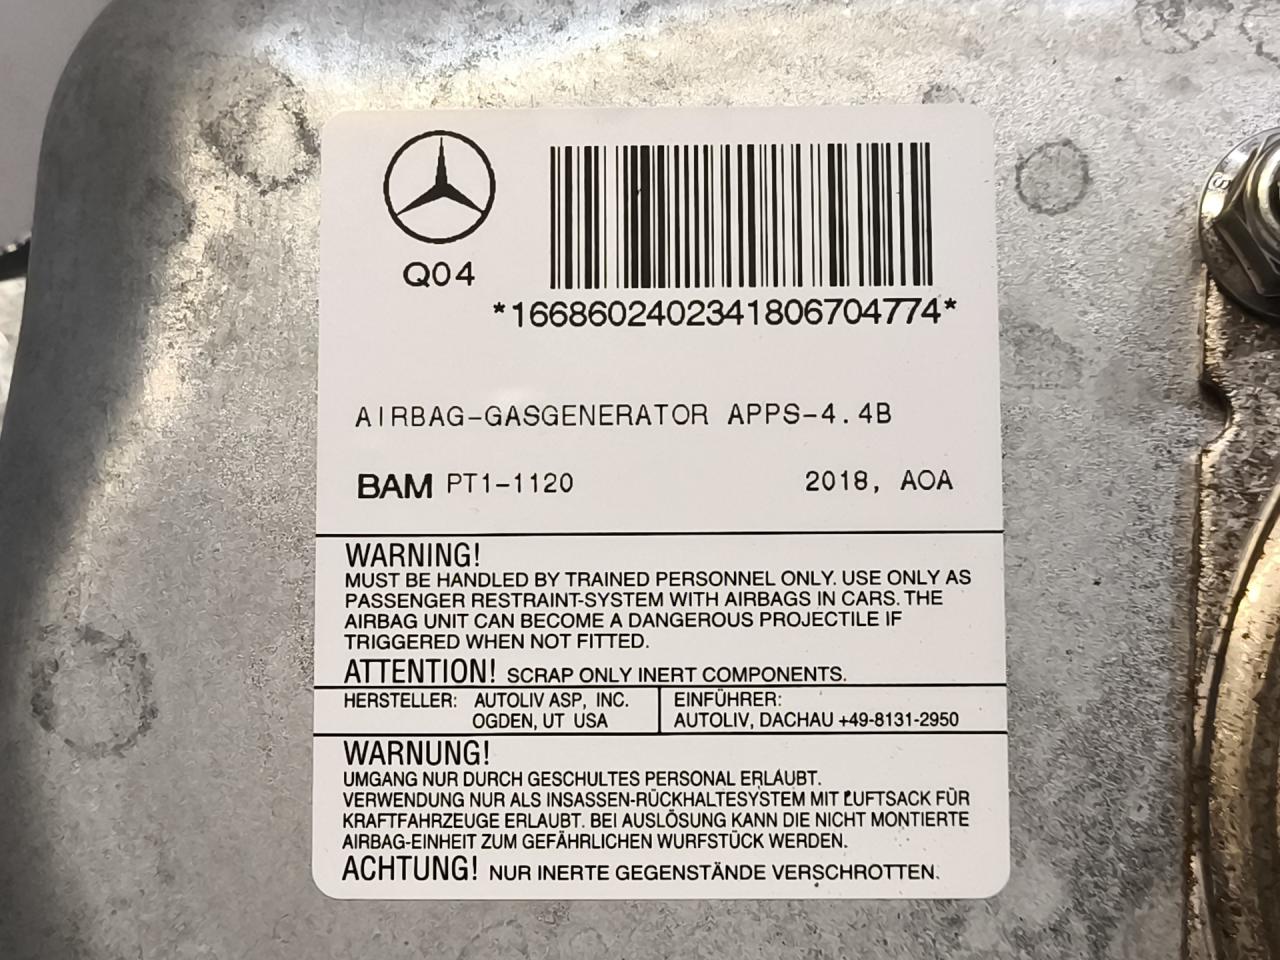 Q04
*1668602402341806704774*
AIRBAG-GASGENERATOR APPS-4.4B
BAM PT1-1120 2018, AOA
WARNING!
MUST BE HANDLED BY TRAINED PERSONNEL ONLY. USE ONLY AS
PASSENGER RESTRAINT-SYSTEM WITH AIRBAGS IN CARS. THE
AIRBAG UNIT CAN BECOME A DANGEROUS PROJECTILE IF
TRIGGERED WHEN NOT FITTED.
ATTENTION! SCRAP ONLY INERT COMPONENTS.
HERSTELLER: AUTOLIV ASP, INC.
OGDEN, UT USA
EINFÜHRER:
AUTOLIV, DACHAU +49-8131-2950
WARNUNG!
UMGANG NUR DURCH GESCHULTES PERSONAL ERLAUBT.
VERWENDUNG NUR ALS INSASSEN-RÜCKHALTESYSTEM MIT LUFTSACK FÜR
KRAFTFAHRZEUGE ERLAUBT. BEI AUSLÖSUNG KANN DIE NICHT MONTIERTE
AIRBAG-EINHEIT ZUM GEFÄHRLICHEN WURFSTÜCK WERDEN.
ACHTUNG! NUR INERTE GEGENSTÄNDE VERSCHROTTEN.